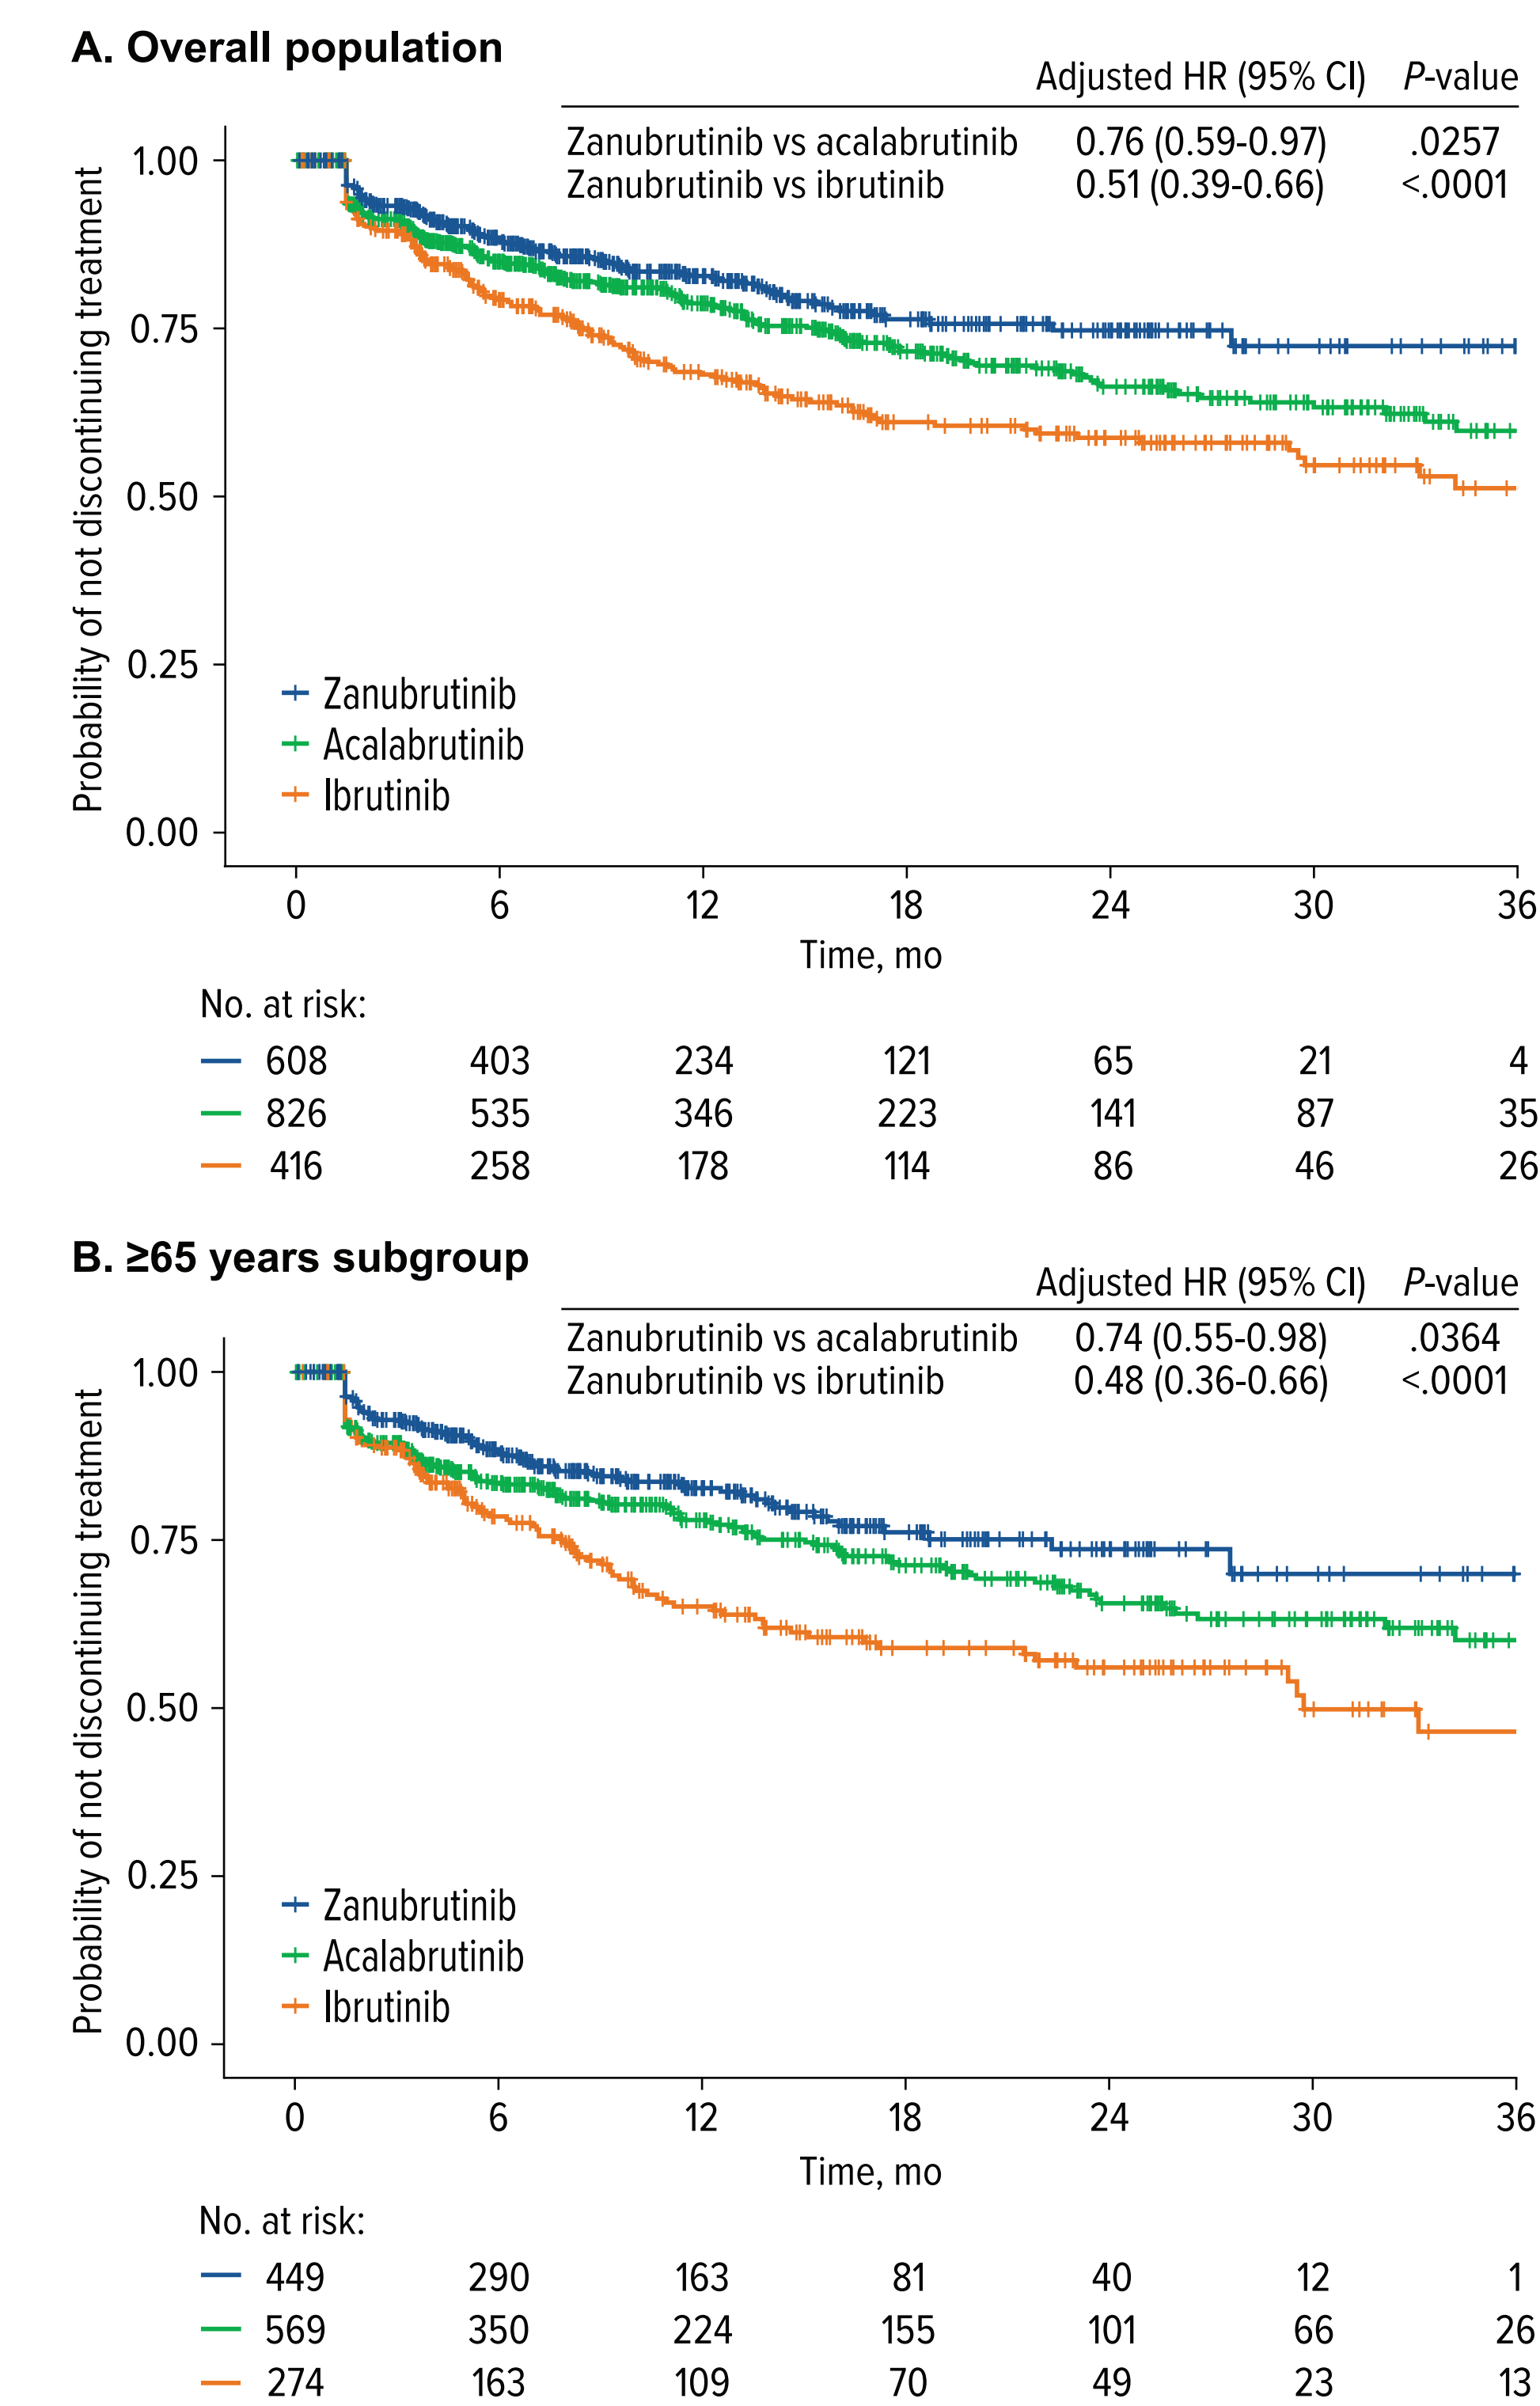 A. Overall population
Adjusted HR (95% CI) P-value
Zanubrutinib vs acalabrutinib 0.76 (0.59-0.97) .0257
Zanubrutinib vs ibrutinib 0.51 (0.39-0.66) <.0001
Probability of not discontinuing treatment
1.00
0.75
0.50
0.25
0.00
Zanubrutinib
Acalabrutinib
Ibrutinib
0 6 12 18 24 30 36
Time, mo
No. at risk:
608 403 234 121 65 21 4
826 535 346 223 141 87 35
416 258 178 114 86 46 26
B. ≥65 years subgroup
Adjusted HR (95% CI) P-value
Zanubrutinib vs acalabrutinib 0.74 (0.55-0.98) .0364
Zanubrutinib vs ibrutinib 0.48 (0.36-0.66) <.0001
Probability of not discontinuing treatment
1.00
0.75
0.50
0.25
0.00
Zanubrutinib
Acalabrutinib
Ibrutinib
0 6 12 18 24 30 36
Time, mo
No. at risk:
449 290 163 81 40 12 1
569 350 224 155 101 66 26
274 163 109 70 49 23 13